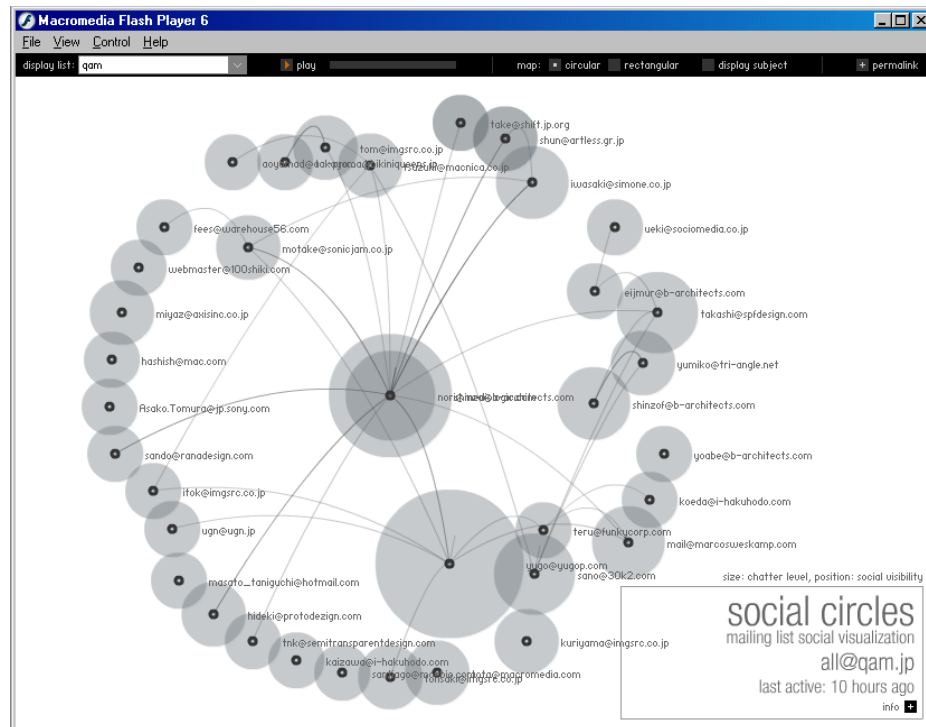 Macromedia Flash Player 6
File View Control Help
display list: qam play map: circular rectangular display subject + permalink
take@shift.jp.org
shun@artless.gr.jp
tom@imgsrc.co.jp
tsuzuki@macnica.co.jp
iwasaki@simone.co.jp
fees@warehouse56.com
ueki@sociomedia.co.jp
motake@sonicjam.co.jp
webmaster@100shiki.com
eijmur@b-architects.com
miyaz@axisinc.co.jp
takashi@spfdesign.com
hashish@mac.com
yumiko@tri-angle.net
Asako.Tomura@jp.sony.com
shinzof@b-architects.com
sando@ranadesign.com
yoabe@b-architects.com
itok@imgsrc.co.jp
koeda@i-hakuhodo.com
ugn@ugn.jp
teru@funkycorp.com
mail@marcosweskamp.com
yugo@yugop.com
sano@30k2.com
masato_taniguchi@hotmail.com
size: chatter level, position: social visibility
hideki@protodezign.com
social circles
mailing list social visualization
tnk@semitransparentdesign.com
kuriyama@imgsrc.co.jp
kaizawa@i-hakuhodo.com
all@qam.jp
last active: 10 hours ago
info +